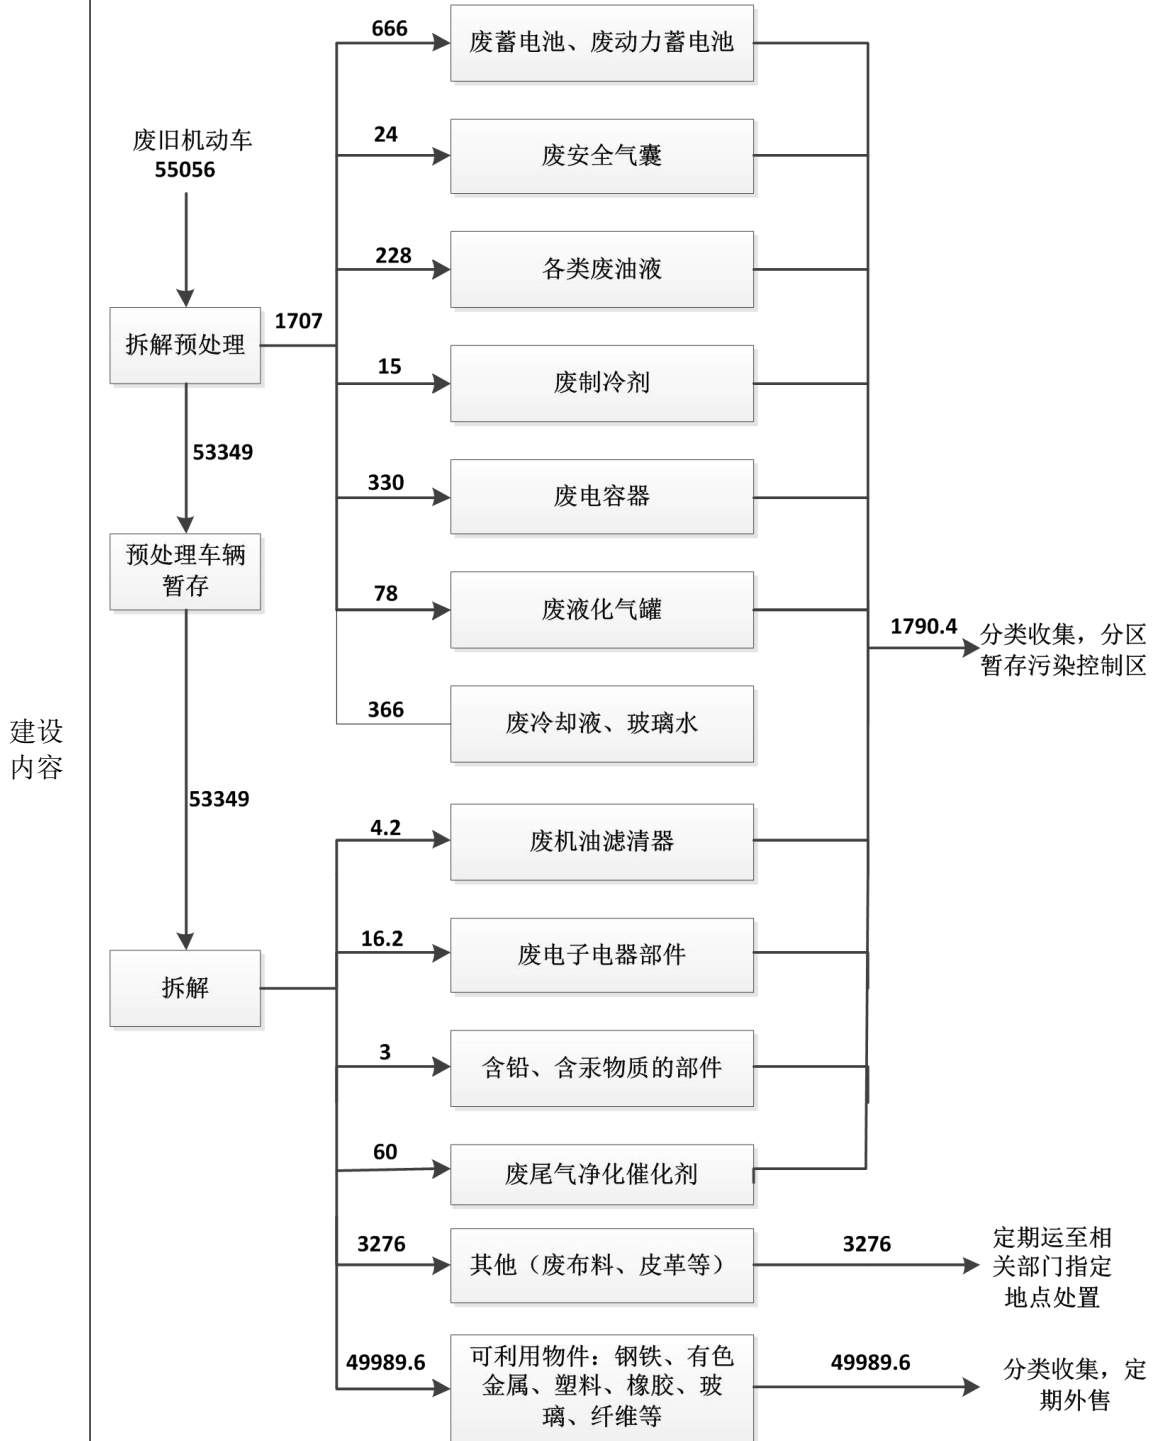 建设
内容
废旧机动车
55056
拆解预处理
1707
53349
预处理车辆
暂存
53349
拆解
666
废蓄电池、废动力蓄电池
24
废安全气囊
228
各类废油液
15
废制冷剂
330
废电容器
78
废液化气罐
366
废冷却液、玻璃水
1790.4
分类收集，分区
暂存污染控制区
4.2
废机油滤清器
16.2
废电子电器部件
3
含铅、含汞物质的部件
60
废尾气净化催化剂
3276
其他（废布料、皮革等）
3276
定期运至相
关部门指定
地点处置
49989.6
可利用物件：钢铁、有色
金属、塑料、橡胶、玻
璃、纤维等
49989.6
分类收集，定
期外售